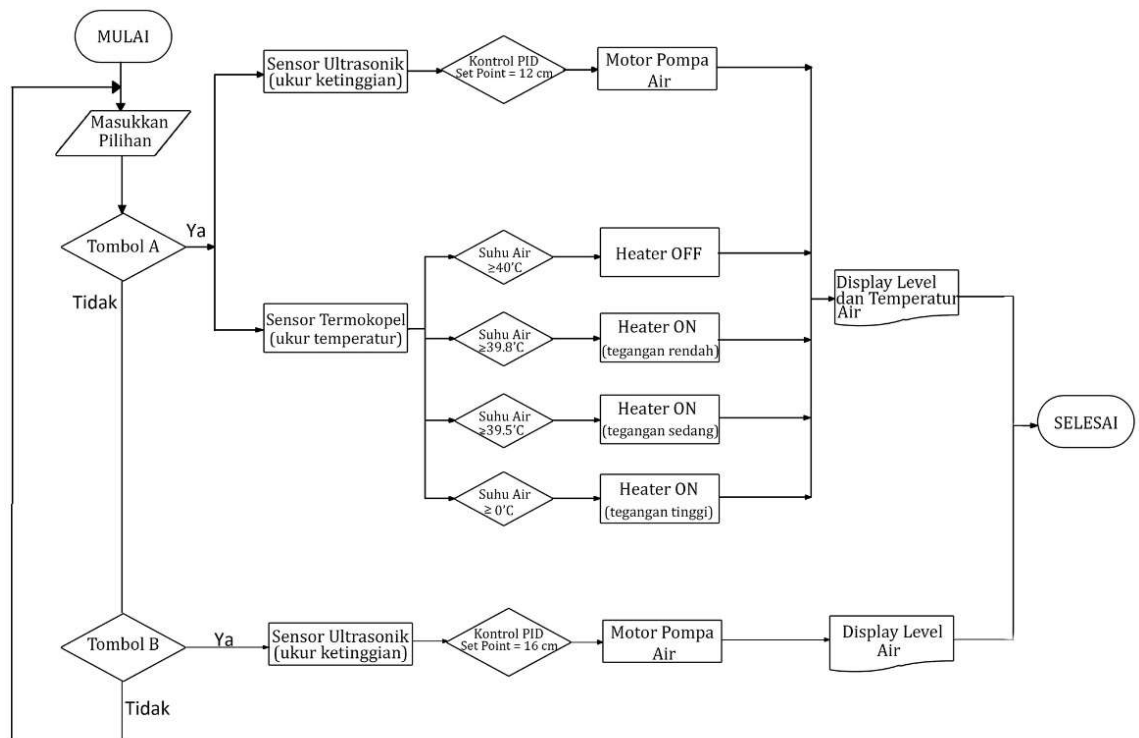 MULAI
Masukkan
Pilihan
Tombol A
Ya
Tidak
Sensor Ultrasonik
(ukur ketinggian)
Kontrol PID
Set Point = 12 cm
Motor Pompa
Air
Sensor Termokopel
(ukur temperatur)
Suhu Air
≥40'C
Heater OFF
Suhu Air
≥39.8'C
Heater ON
(tegangan rendah)
Suhu Air
≥39.5'C
Heater ON
(tegangan sedang)
Suhu Air
≥ 0'C
Heater ON
(tegangan tinggi)
Display Level
dan Temperatur
Air
SELESAI
Tombol B
Ya
Tidak
Sensor Ultrasonik
(ukur ketinggian)
Kontrol PID
Set Point = 16 cm
Motor Pompa
Air
Display Level
Air